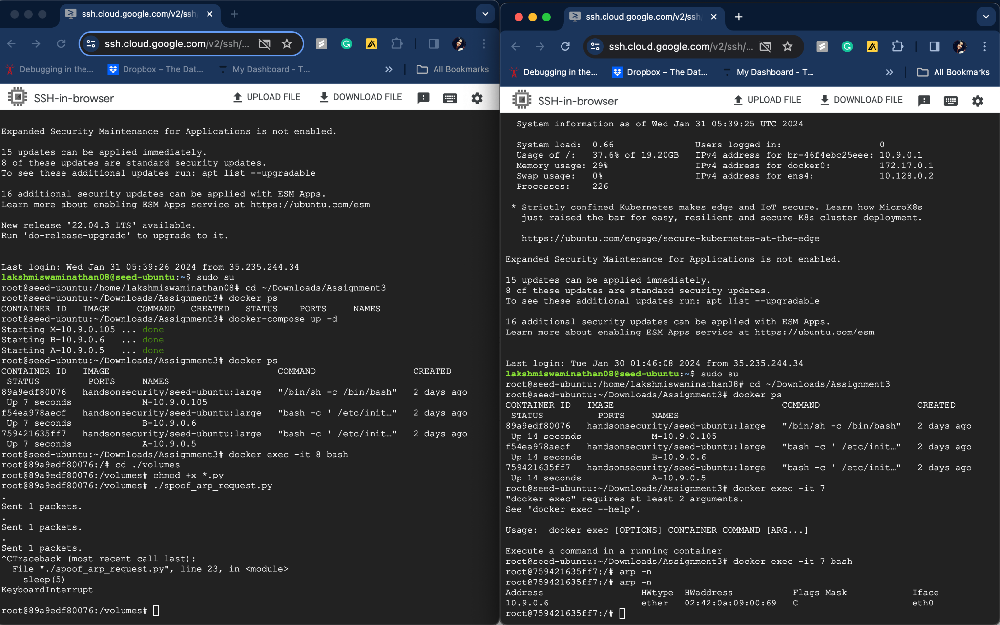 ssh.cloud.google.com/v2/ssh
ssh.cloud.google.com/v2/ssh/...
Debugging in the...
Dropbox – The Dat...
My Dashboard - T...
»
All Bookmarks
SSH-in-browser
UPLOAD FILE
DOWNLOAD FILE
Expanded Security Maintenance for Applications is not enabled.
15 updates can be applied immediately.
8 of these updates are standard security updates.
To see these additional updates run: apt list --upgradable
16 additional security updates can be applied with ESM Apps.
Learn more about enabling ESM Apps service at https://ubuntu.com/esm
New release '22.04.3 LTS' available.
Run 'do-release-upgrade' to upgrade to it.
Last login: Wed Jan 31 05:39:26 2024 from 35.235.244.34
lakshmiswaminathan08@seed-ubuntu:~$ sudo su
root@seed-ubuntu:/home/lakshmiswaminathan08# cd ~/Downloads/Assignment3
root@seed-ubuntu:~/Downloads/Assignment3# docker ps
CONTAINER ID   IMAGE     COMMAND   CREATED   STATUS    PORTS     NAMES
root@seed-ubuntu:~/Downloads/Assignment3# docker-compose up -d
Starting M-10.9.0.105 ... done
Starting B-10.9.0.6   ... done
Starting A-10.9.0.5   ... done
root@seed-ubuntu:~/Downloads/Assignment3# docker ps
CONTAINER ID   IMAGE                               COMMAND                  CREATED
 STATUS         PORTS     NAMES
89a9edf80076   handsonsecurity/seed-ubuntu:large   "/bin/sh -c /bin/bash"   2 days ago
 Up 7 seconds             M-10.9.0.105
f54ea978aecf   handsonsecurity/seed-ubuntu:large   "bash -c ' /etc/init…"   2 days ago
 Up 7 seconds             B-10.9.0.6
759421635ff7   handsonsecurity/seed-ubuntu:large   "bash -c ' /etc/init…"   2 days ago
 Up 7 seconds             A-10.9.0.5
root@seed-ubuntu:~/Downloads/Assignment3# docker exec -it 8 bash
root@89a9edf80076:/# cd ./volumes
root@89a9edf80076:/volumes# chmod +x *.py
root@89a9edf80076:/volumes# ./spoof_arp_request.py
.
Sent 1 packets.
.
Sent 1 packets.
.
Sent 1 packets.
^CTraceback (most recent call last):
  File "./spoof_arp_request.py", line 23, in <module>
    sleep(5)
KeyboardInterrupt
root@89a9edf80076:/volumes#
ssh.cloud.google.com/v2/ssh
ssh.cloud.google.com/v2/ssh/...
Debugging in the...
Dropbox – The Dat...
My Dashboard - T...
»
All Bookmarks
SSH-in-browser
UPLOAD FILE
DOWNLOAD FILE
  System information as of Wed Jan 31 05:39:25 UTC 2024
  System load:  0.66               Users logged in:                  0
  Usage of /:   37.6% of 19.20GB   IPv4 address for br-46f4ebc25eee: 10.9.0.1
  Memory usage: 29%                IPv4 address for docker0:         172.17.0.1
  Swap usage:   0%                 IPv4 address for ens4:            10.128.0.2
  Processes:    226
 * Strictly confined Kubernetes makes edge and IoT secure. Learn how MicroK8s
   just raised the bar for easy, resilient and secure K8s cluster deployment.
   https://ubuntu.com/engage/secure-kubernetes-at-the-edge
Expanded Security Maintenance for Applications is not enabled.
15 updates can be applied immediately.
8 of these updates are standard security updates.
To see these additional updates run: apt list --upgradable
16 additional security updates can be applied with ESM Apps.
Learn more about enabling ESM Apps service at https://ubuntu.com/esm
Last login: Tue Jan 30 01:46:08 2024 from 35.235.244.34
lakshmiswaminathan08@seed-ubuntu:~$ sudo su
root@seed-ubuntu:/home/lakshmiswaminathan08# cd ~/Downloads/Assignment3
root@seed-ubuntu:~/Downloads/Assignment3# docker ps
CONTAINER ID   IMAGE                               COMMAND                  CREATED
 STATUS          PORTS     NAMES
89a9edf80076   handsonsecurity/seed-ubuntu:large   "/bin/sh -c /bin/bash"   2 days ago
 Up 14 seconds             M-10.9.0.105
f54ea978aecf   handsonsecurity/seed-ubuntu:large   "bash -c ' /etc/init…"   2 days ago
 Up 14 seconds             B-10.9.0.6
759421635ff7   handsonsecurity/seed-ubuntu:large   "bash -c ' /etc/init…"   2 days ago
 Up 14 seconds             A-10.9.0.5
root@seed-ubuntu:~/Downloads/Assignment3# docker exec -it 7
"docker exec" requires at least 2 arguments.
See 'docker exec --help'.
Usage:  docker exec [OPTIONS] CONTAINER COMMAND [ARG...]
Execute a command in a running container
root@seed-ubuntu:~/Downloads/Assignment3# docker exec -it 7 bash
root@759421635ff7:/# arp -n
root@759421635ff7:/# arp -n
Address                  HWtype  HWaddress           Flags Mask            Iface
10.9.0.6                 ether   02:42:0a:09:00:69   C                     eth0
root@759421635ff7:/#